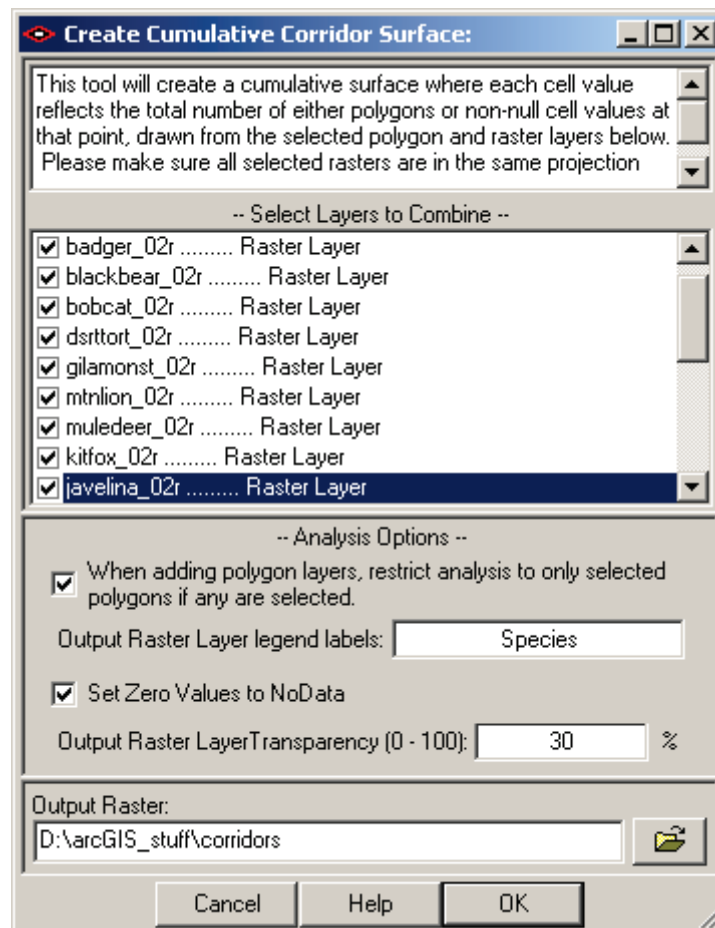 Create Cumulative Corridor Surface:
This tool will create a cumulative surface where each cell value
reflects the total number of either polygons or non-null cell values at
that point, drawn from the selected polygon and raster layers below.
Please make sure all selected rasters are in the same projection
-- Select Layers to Combine --
badger_02r ......... Raster Layer
blackbear_02r ......... Raster Layer
bobcat_02r ......... Raster Layer
dsrttort_02r ......... Raster Layer
gilamonst_02r ......... Raster Layer
mtnlion_02r ......... Raster Layer
muledeer_02r ......... Raster Layer
kitfox_02r ......... Raster Layer
javelina_02r ......... Raster Layer
-- Analysis Options --
When adding polygon layers, restrict analysis to only selected
polygons if any are selected.
Output Raster Layer legend labels: Species
Set Zero Values to NoData
Output Raster LayerTransparency (0 - 100): 30 %
Output Raster:
D:\arcGIS_stuff\corridors
Cancel Help OK